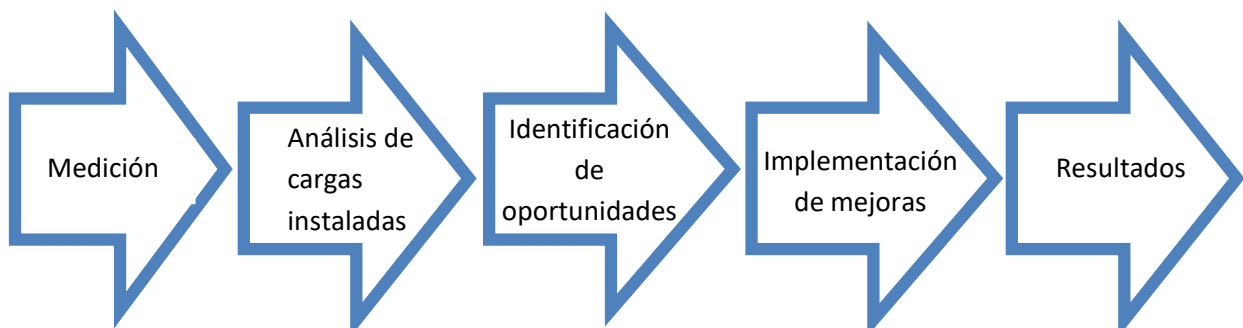 Medición
Análisis de
cargas
instaladas
Identificación
de
oportunidades
Implementación
de mejoras
Resultados